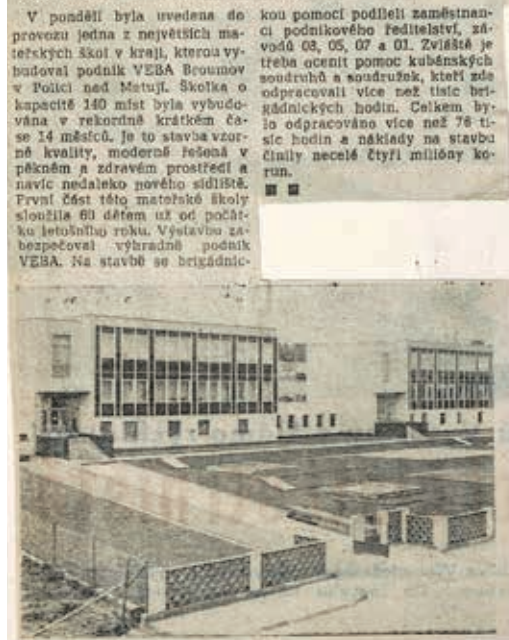 V pondělí byla uvedena do
provozu jedna z největších ma-
teřských škol v kraji, kterou vy-
budoval podnik VEBA Broumov
v Polici nad Metují. Školka o
kapacitě 140 míst byla vybudo-
vána v rekordně krátkém ča-
se 14 měsíců. Je to stavba vzor-
né kvality, moderně řešená v
pěkném a zdravém prostředí a
navíc nedaleko nového sídliště.
První část této mateřské školy
sloužila 60 dětem už od počát-
ku letošního roku. Výstavbu za-
bezpečoval výhradně podnik
VEBA. Na stavbě se brigádnic-
kou pomocí podíleli zaměstnan-
ci podnikového ředitelství, zá-
vodů 03, 05, 07 a 01. Zvláště je
třeba ocenit pomoc kubánských
soudruhů a soudružek, kteří zde
odpracovali více než tisíc bri-
gádnických hodin. Celkem by-
lo odpracováno více než 76 ti-
síc hodin a náklady na stavbu
činily necelé čtyři milióny ko-
run.